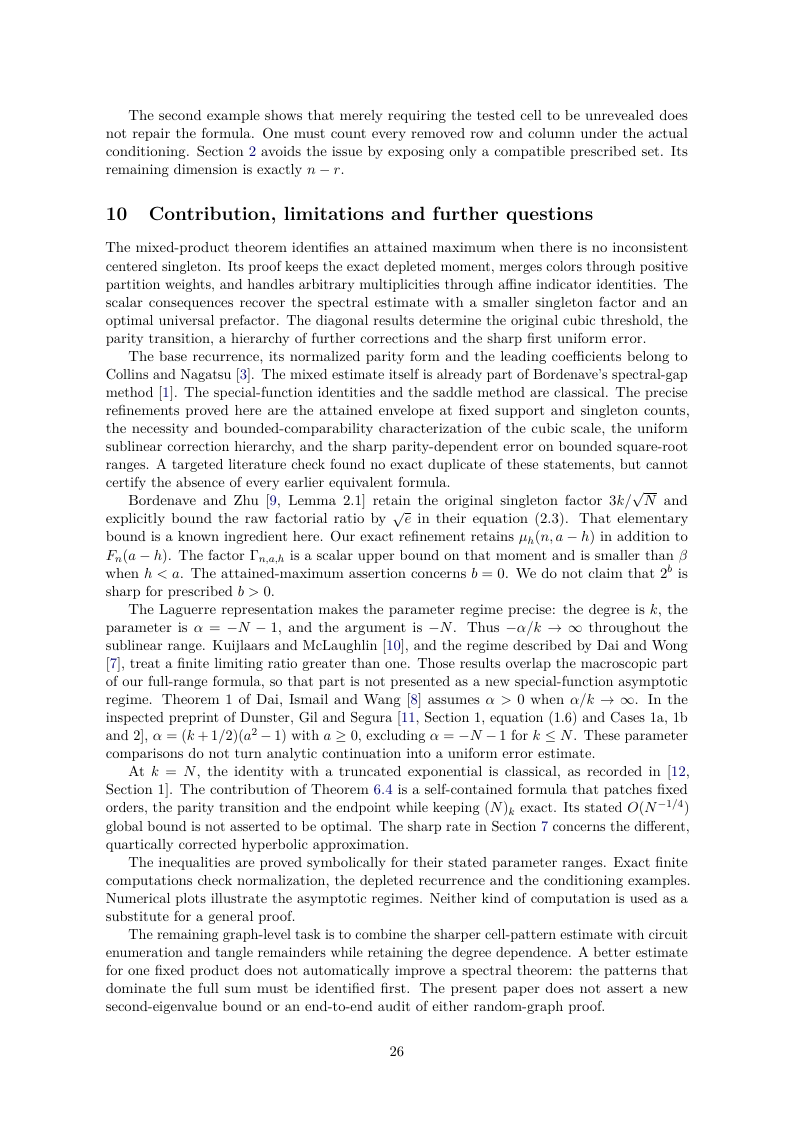 The second example shows that merely requiring the tested cell to be unrevealed does
not repair the formula. One must count every removed row and column under the actual
conditioning. Section 2 avoids the issue by exposing only a compatible prescribed set. Its
remaining dimension is exactly n − r.
10 Contribution, limitations and further questions
The mixed-product theorem identifies an attained maximum when there is no inconsistent
centered singleton. Its proof keeps the exact depleted moment, merges colors through positive
partition weights, and handles arbitrary multiplicities through affine indicator identities. The
scalar consequences recover the spectral estimate with a smaller singleton factor and an
optimal universal prefactor. The diagonal results determine the original cubic threshold, the
parity transition, a hierarchy of further corrections and the sharp first uniform error.
The base recurrence, its normalized parity form and the leading coefficients belong to
Collins and Nagatsu [3]. The mixed estimate itself is already part of Bordenave's spectral-gap
method [1]. The special-function identities and the saddle method are classical. The precise
refinements proved here are the attained envelope at fixed support and singleton counts,
the necessity and bounded-comparability characterization of the cubic scale, the uniform
sublinear correction hierarchy, and the sharp parity-dependent error on bounded square-root
ranges. A targeted literature check found no exact duplicate of these statements, but cannot
certify the absence of every earlier equivalent formula.
Bordenave and Zhu [9, Lemma 2.1] retain the original singleton factor 3k/√N and
explicitly bound the raw factorial ratio by √e in their equation (2.3). That elementary
bound is a known ingredient here. Our exact refinement retains μₕ(n, a − h) in addition to
Fₙ(a − h). The factor Γₙ,ₐ,ₕ is a scalar upper bound on that moment and is smaller than β
when h < a. The attained-maximum assertion concerns b = 0. We do not claim that 2ᵇ is
sharp for prescribed b > 0.
The Laguerre representation makes the parameter regime precise: the degree is k, the
parameter is α = −N − 1, and the argument is −N. Thus −α/k → ∞ throughout the
sublinear range. Kuijlaars and McLaughlin [10], and the regime described by Dai and Wong
[7], treat a finite limiting ratio greater than one. Those results overlap the macroscopic part
of our full-range formula, so that part is not presented as a new special-function asymptotic
regime. Theorem 1 of Dai, Ismail and Wang [8] assumes α > 0 when α/k → ∞. In the
inspected preprint of Dunster, Gil and Segura [11, Section 1, equation (1.6) and Cases 1a, 1b
and 2], α = (k + 1/2)(a² − 1) with a ≥ 0, excluding α = −N − 1 for k ≤ N. These parameter
comparisons do not turn analytic continuation into a uniform error estimate.
At k = N, the identity with a truncated exponential is classical, as recorded in [12,
Section 1]. The contribution of Theorem 6.4 is a self-contained formula that patches fixed
orders, the parity transition and the endpoint while keeping (N)ₖ exact. Its stated O(N⁻¹ᐟ⁴)
global bound is not asserted to be optimal. The sharp rate in Section 7 concerns the different,
quartically corrected hyperbolic approximation.
The inequalities are proved symbolically for their stated parameter ranges. Exact finite
computations check normalization, the depleted recurrence and the conditioning examples.
Numerical plots illustrate the asymptotic regimes. Neither kind of computation is used as a
substitute for a general proof.
The remaining graph-level task is to combine the sharper cell-pattern estimate with circuit
enumeration and tangle remainders while retaining the degree dependence. A better estimate
for one fixed product does not automatically improve a spectral theorem: the patterns that
dominate the full sum must be identified first. The present paper does not assert a new
second-eigenvalue bound or an end-to-end audit of either random-graph proof.
26